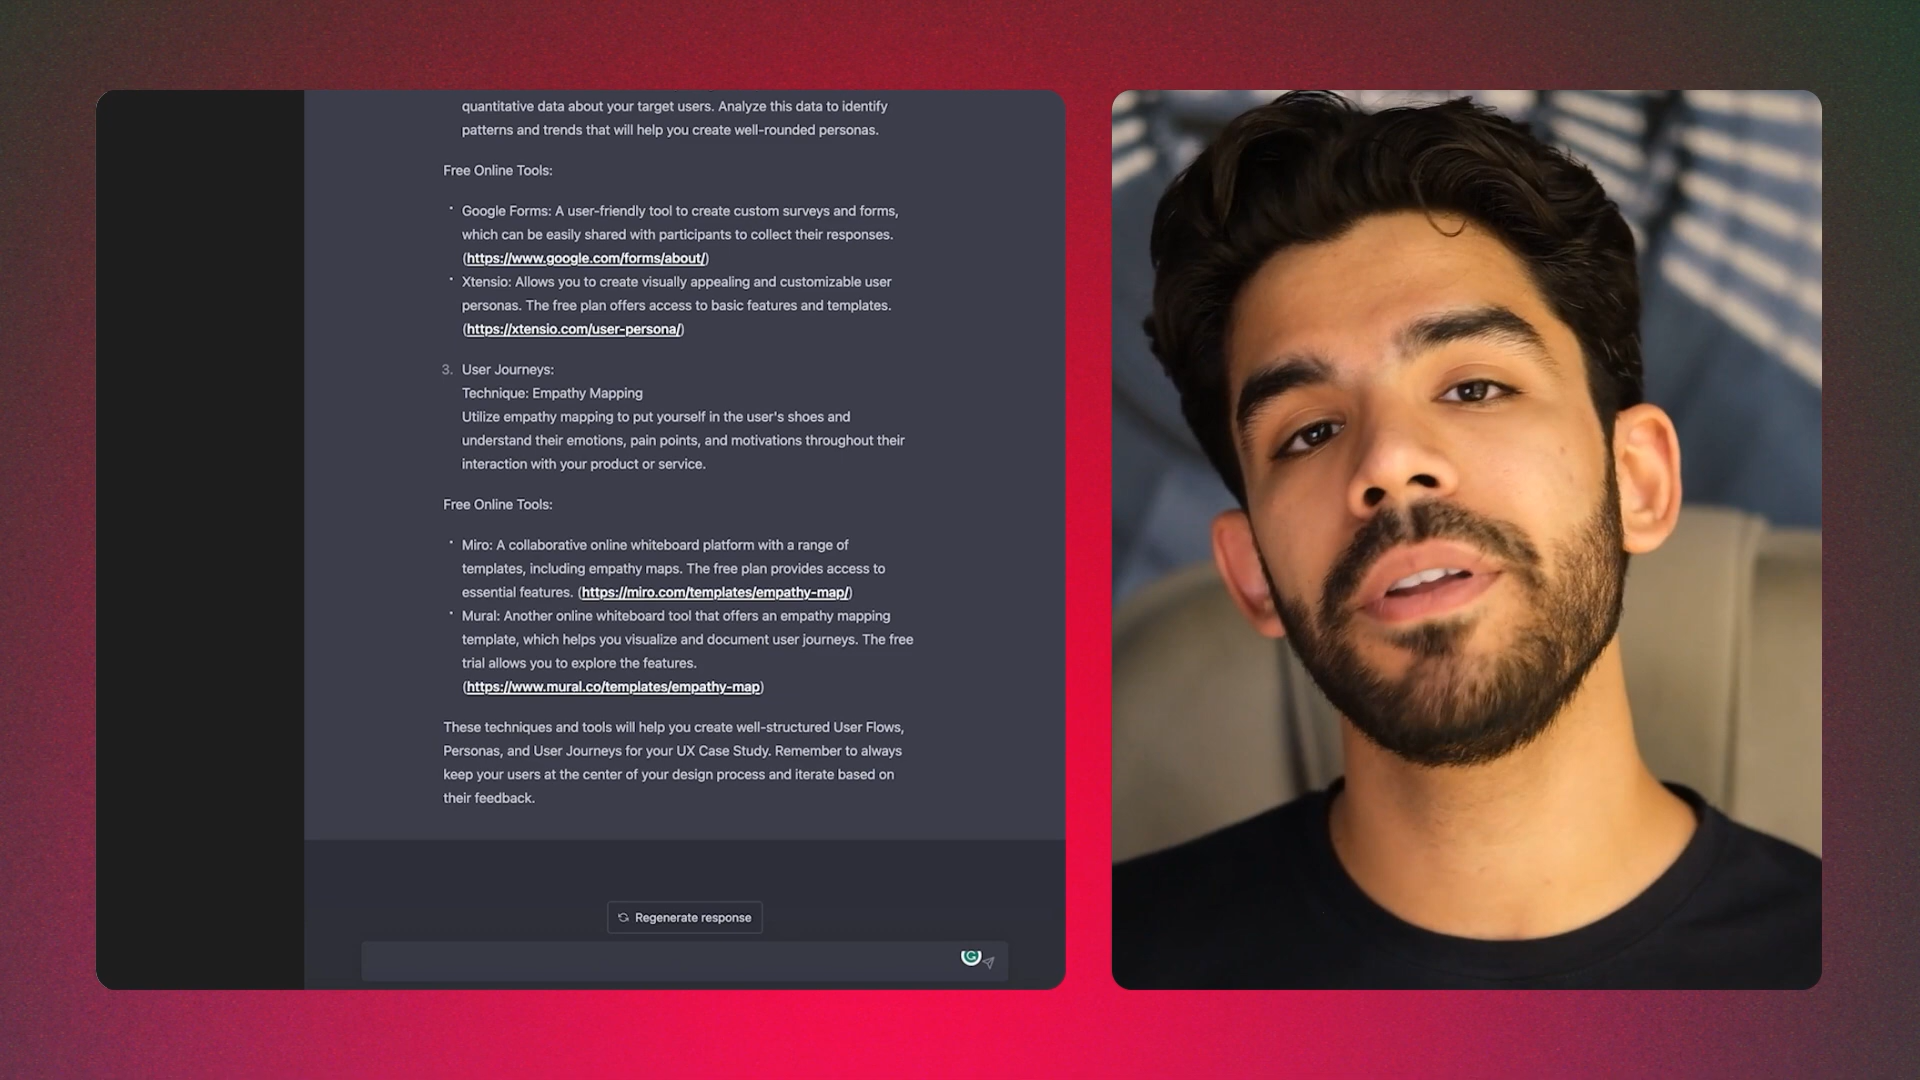 quantitative data about your target users. Analyze this data to identify
patterns and trends that will help you create well-rounded personas.
Free Online Tools:
• Google Forms: A user-friendly tool to create custom surveys and forms,
which can be easily shared with participants to collect their responses.
(https://www.google.com/forms/about/)
• Xtensio: Allows you to create visually appealing and customizable user
personas. The free plan offers access to basic features and templates.
(https://xtensio.com/user-persona/)
3. User Journeys:
Technique: Empathy Mapping
Utilize empathy mapping to put yourself in the user's shoes and
understand their emotions, pain points, and motivations throughout their
interaction with your product or service.
Free Online Tools:
• Miro: A collaborative online whiteboard platform with a range of
templates, including empathy maps. The free plan provides access to
essential features. (https://miro.com/templates/empathy-map/)
• Mural: Another online whiteboard tool that offers an empathy mapping
template, which helps you visualize and document user journeys. The free
trial allows you to explore the features.
(https://www.mural.co/templates/empathy-map)
These techniques and tools will help you create well-structured User Flows,
Personas, and User Journeys for your UX Case Study. Remember to always
keep your users at the center of your design process and iterate based on
their feedback.
Regenerate response